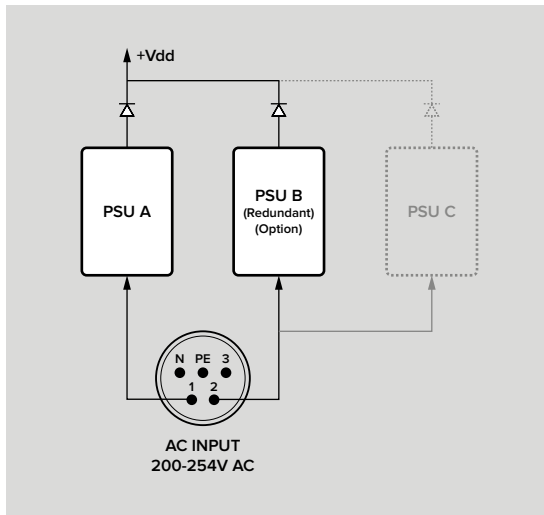 +Vdd
PSU A
PSU B
(Redundant)
(Option)
PSU C
N PE 3
1 2
AC INPUT
200-254V AC